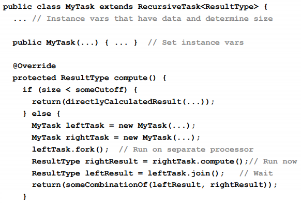 public class MyTask extends RecursiveTask<ResultType> {
... // Instance vars that have data and determine size
public MyTask(...) { ... } // Set instance vars
@Override
protected ResultType compute() {
if (size < someCutoff) {
return(directlyCalculatedResult(...));
} else {
MyTask leftTask = new MyTask(...);
MyTask rightTask = new MyTask(...);
leftTask.fork(); // Run on separate processor
ResultType rightResult = rightTask.compute();// Run now
ResultType leftResult = leftTask.join(); // Wait
return(someCombinationOf(leftResult, rightResult));
}